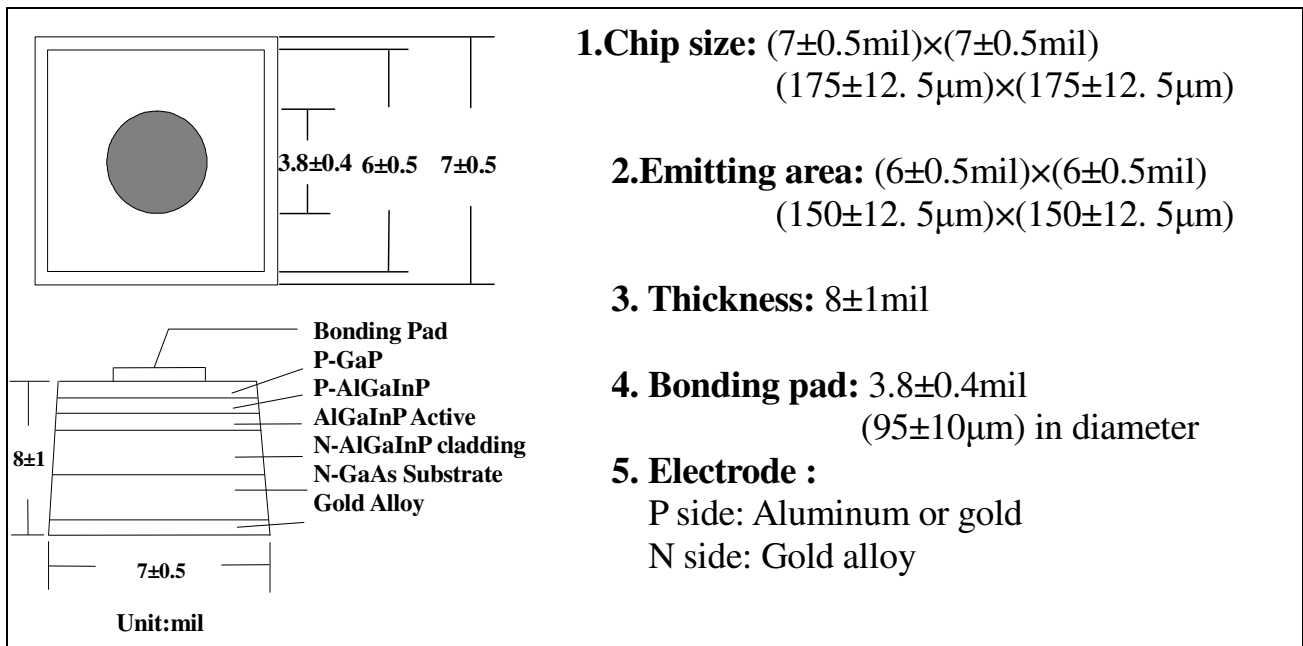 3.8±0.4 6±0.5 7±0.5
Bonding Pad
P-GaP
P-AlGaInP
AlGaInP Active
N-AlGaInP cladding
N-GaAs Substrate
Gold Alloy
8±1
7±0.5
Unit:mil
1.Chip size: (7±0.5mil)×(7±0.5mil)
(175±12. 5μm)×(175±12. 5μm)
2.Emitting area: (6±0.5mil)×(6±0.5mil)
(150±12. 5μm)×(150±12. 5μm)
3. Thickness: 8±1mil
4. Bonding pad: 3.8±0.4mil
(95±10μm) in diameter
5. Electrode :
P side: Aluminum or gold
N side: Gold alloy